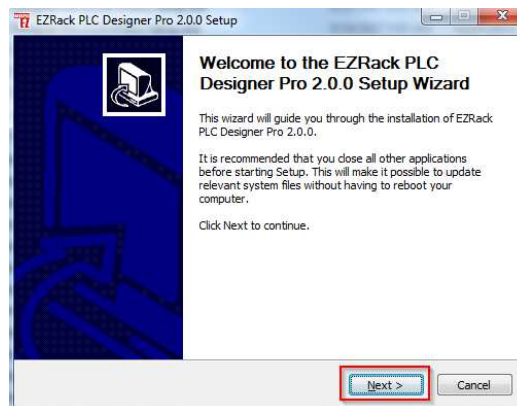 EZRack PLC Designer Pro 2.0.0 Setup
Welcome to the EZRack PLC
Designer Pro 2.0.0 Setup Wizard
This wizard will guide you through the installation of EZRack
PLC Designer Pro 2.0.0.
It is recommended that you close all other applications
before starting Setup. This will make it possible to update
relevant system files without having to reboot your
computer.
Click Next to continue.
Next >
Cancel